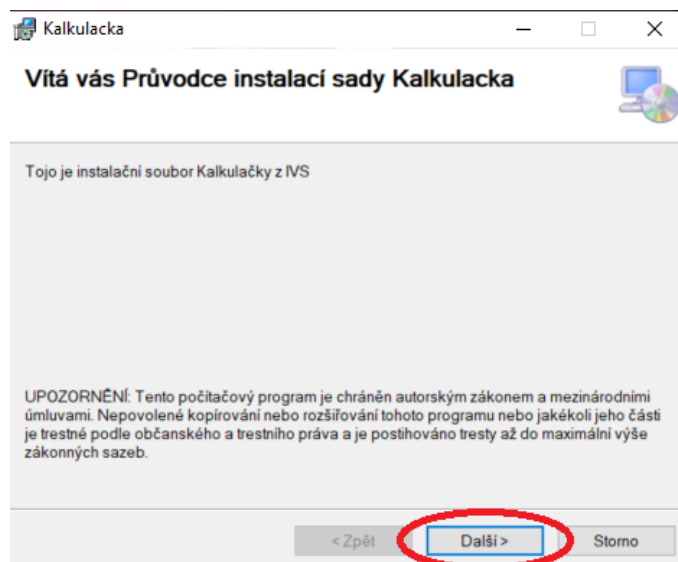 Kalkulacka
Vítá vás Průvodce instalací sady Kalkulacka
Tojo je instalační soubor Kalkulačky z IVS
UPOZORNĚNÍ: Tento počítačový program je chráněn autorským zákonem a mezinárodními
úmluvami. Nepovolené kopírování nebo rozšiřování tohoto programu nebo jakékoli jeho části
je trestné podle občanského a trestního práva a je postihováno tresty až do maximální výše
zákonných sazeb.
< Zpět Další > Storno